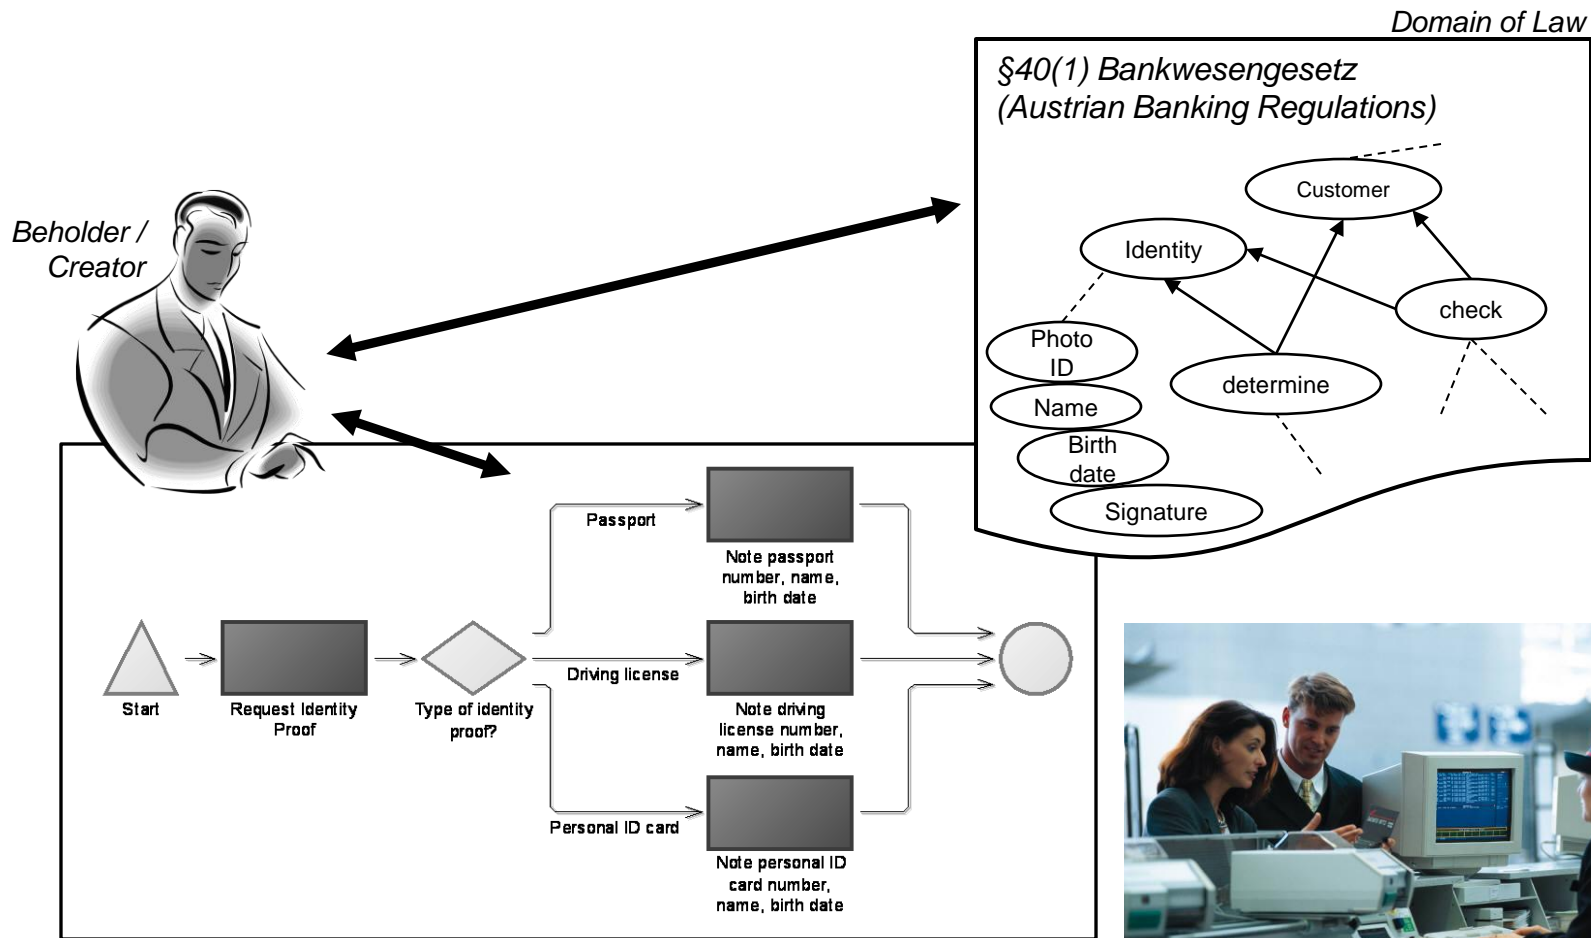 Domain of Law
§40(1) Bankwesengesetz
(Austrian Banking Regulations)
Customer
Identity
check
Photo
ID
determine
Name
Birth
date
Signature
Beholder /
Creator
Passport
Note passport
number, name,
birth date
Start
Request Identity
Proof
Type of identity
proof?
Driving license
Note driving
license number,
name, birth date
Personal ID card
Note personal ID
card number,
name, birth date